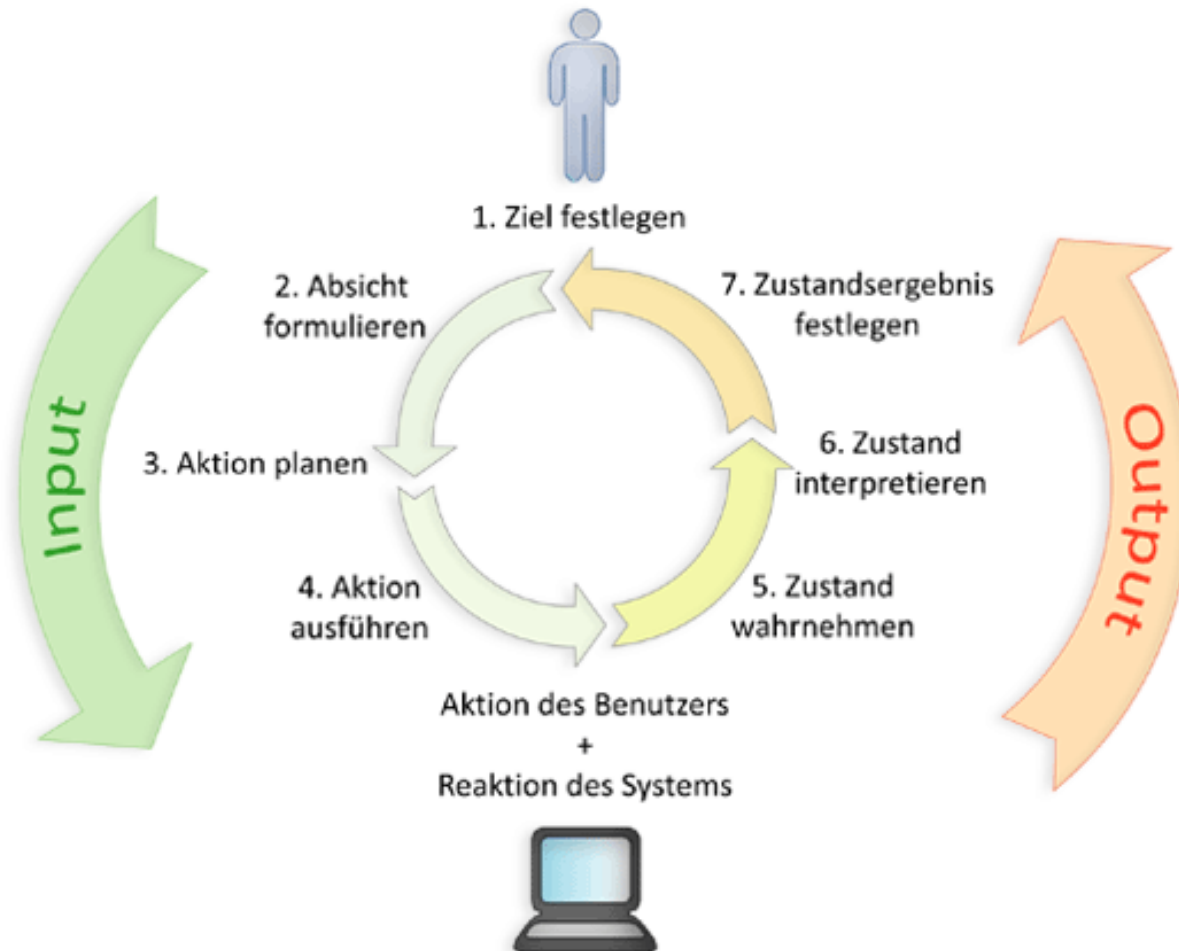 1. Ziel festlegen
2. Absicht
formulieren
3. Aktion planen
4. Aktion
ausführen
Aktion des Benutzers
+
Reaktion des Systems
5. Zustand
wahrnehmen
6. Zustand
interpretieren
7. Zustandsergebnis
festlegen
Input
Output